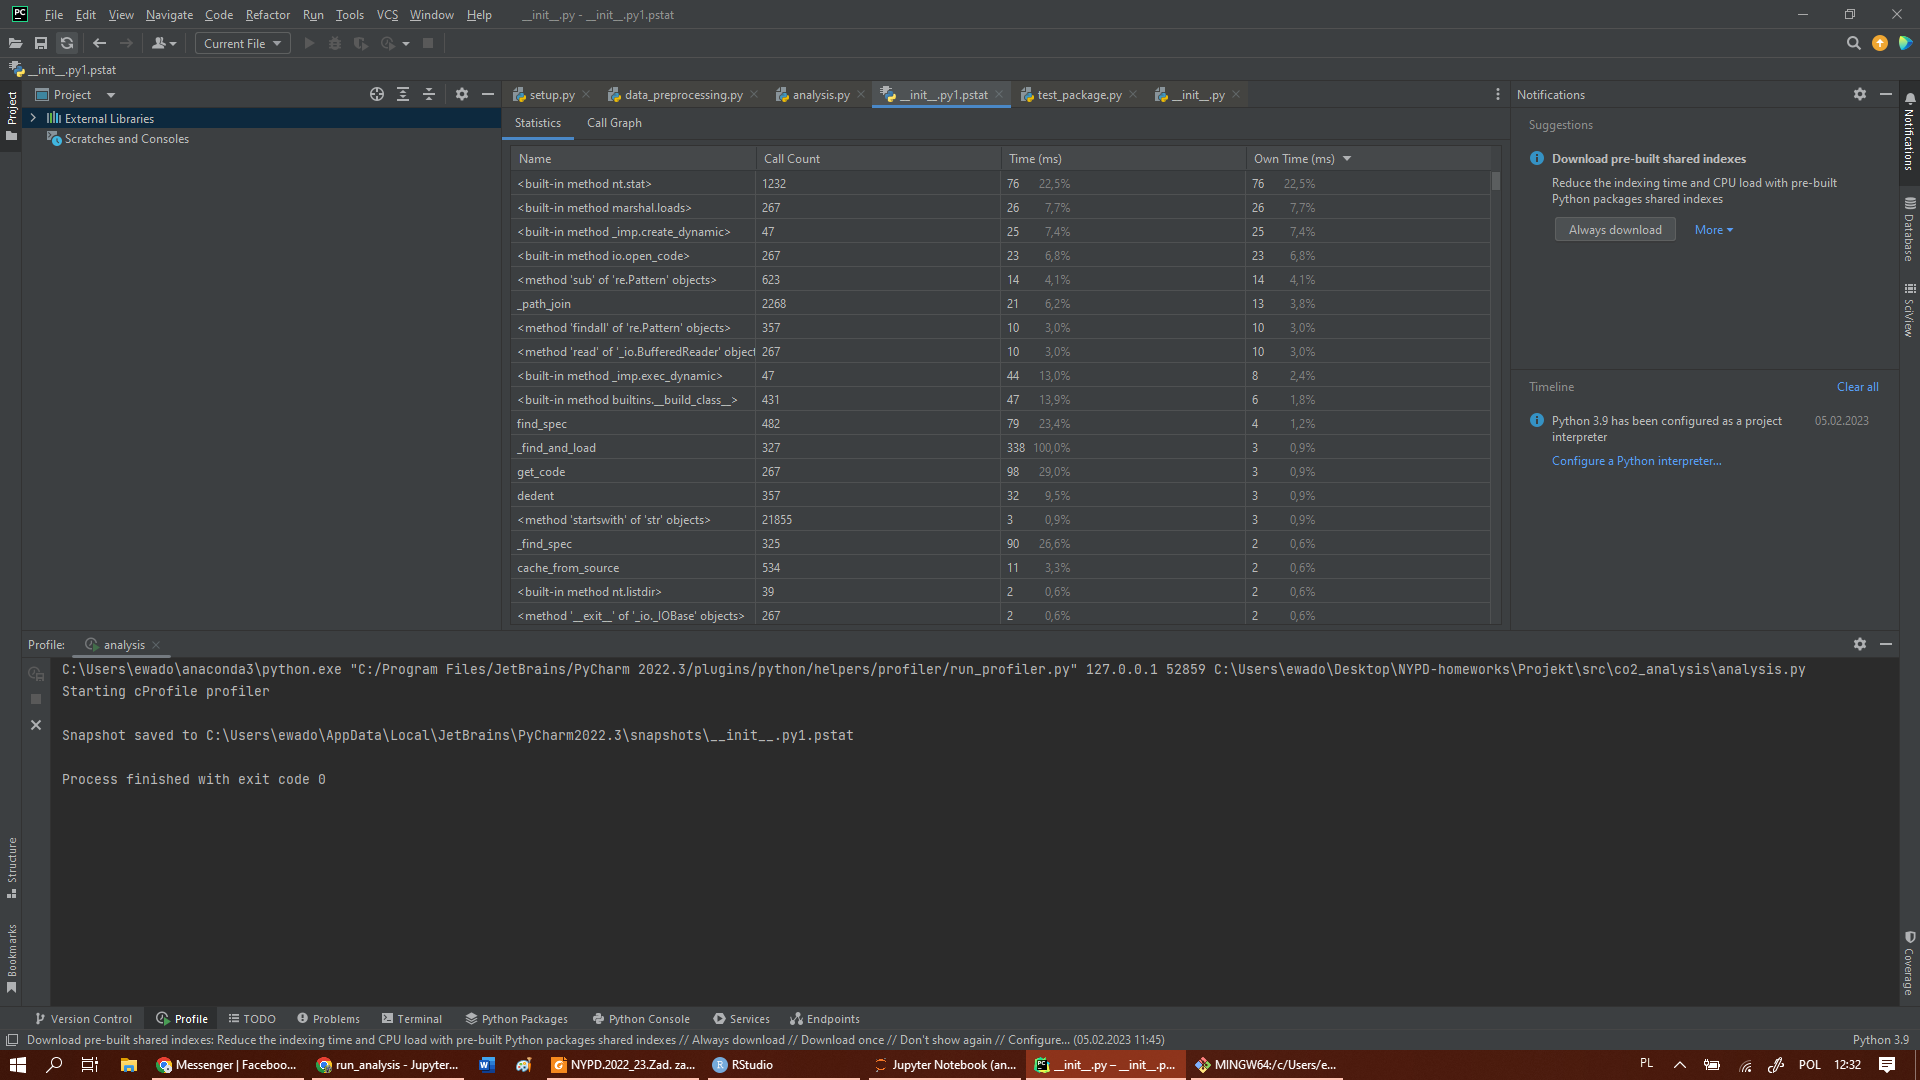 File Edit View Navigate Code Refactor Run Tools VCS Window Help __init__.py - __init__.py1.pstat
Current File
__init__.py1.pstat
Project
Project
External Libraries
Scratches and Consoles
setup.py data_preprocessing.py analysis.py __init__.py1.pstat test_package.py __init__.py
Statistics Call Graph
Name Call Count Time (ms) Own Time (ms)
<built-in method nt.stat> 1232 76 22,5% 76 22,5%
<built-in method marshal.loads> 267 26 7,7% 26 7,7%
<built-in method _imp.create_dynamic> 47 25 7,4% 25 7,4%
<built-in method io.open_code> 267 23 6,8% 23 6,8%
<method 'sub' of 're.Pattern' objects> 623 14 4,1% 14 4,1%
_path_join 2268 21 6,2% 13 3,8%
<method 'findall' of 're.Pattern' objects> 357 10 3,0% 10 3,0%
<method 'read' of '_io.BufferedReader' object 267 10 3,0% 10 3,0%
<built-in method _imp.exec_dynamic> 47 44 13,0% 8 2,4%
<built-in method builtins.__build_class__> 431 47 13,9% 6 1,8%
find_spec 482 79 23,4% 4 1,2%
_find_and_load 327 338 100,0% 3 0,9%
get_code 267 98 29,0% 3 0,9%
dedent 357 32 9,5% 3 0,9%
<method 'startswith' of 'str' objects> 21855 3 0,9% 3 0,9%
_find_spec 325 90 26,6% 2 0,6%
cache_from_source 534 11 3,3% 2 0,6%
<built-in method nt.listdir> 39 2 0,6% 2 0,6%
<method '__exit__' of '_io._IOBase' objects> 267 2 0,6% 2 0,6%
Notifications
Suggestions
Download pre-built shared indexes
Reduce the indexing time and CPU load with pre-built
Python packages shared indexes
Always download More
Timeline Clear all
Python 3.9 has been configured as a project 05.02.2023
interpreter
Configure a Python interpreter...
Notifications
Database
SciView
Coverage
Profile: analysis
C:\Users\ewado\anaconda3\python.exe "C:/Program Files/JetBrains/PyCharm 2022.3/plugins/python/helpers/profiler/run_profiler.py" 127.0.0.1 52859 C:\Users\ewado\Desktop\NYPD-homeworks\Projekt\src\co2_analysis\analysis.py
Starting cProfile profiler
Snapshot saved to C:\Users\ewado\AppData\Local\JetBrains\PyCharm2022.3\snapshots\__init__.py1.pstat
Process finished with exit code 0
Structure
Bookmarks
Version Control Profile TODO Problems Terminal Python Packages Python Console Services Endpoints
Download pre-built shared indexes: Reduce the indexing time and CPU load with pre-built Python packages shared indexes // Always download // Download once // Don't show again // Configure... (05.02.2023 11:45) Python 3.9
Messenger | Faceboo... run_analysis - Jupyter... NYPD.2022_23.Zad. za... RStudio Jupyter Notebook (an... __init__.py – __init__.p... MINGW64:/c/Users/e... PL POL 12:32